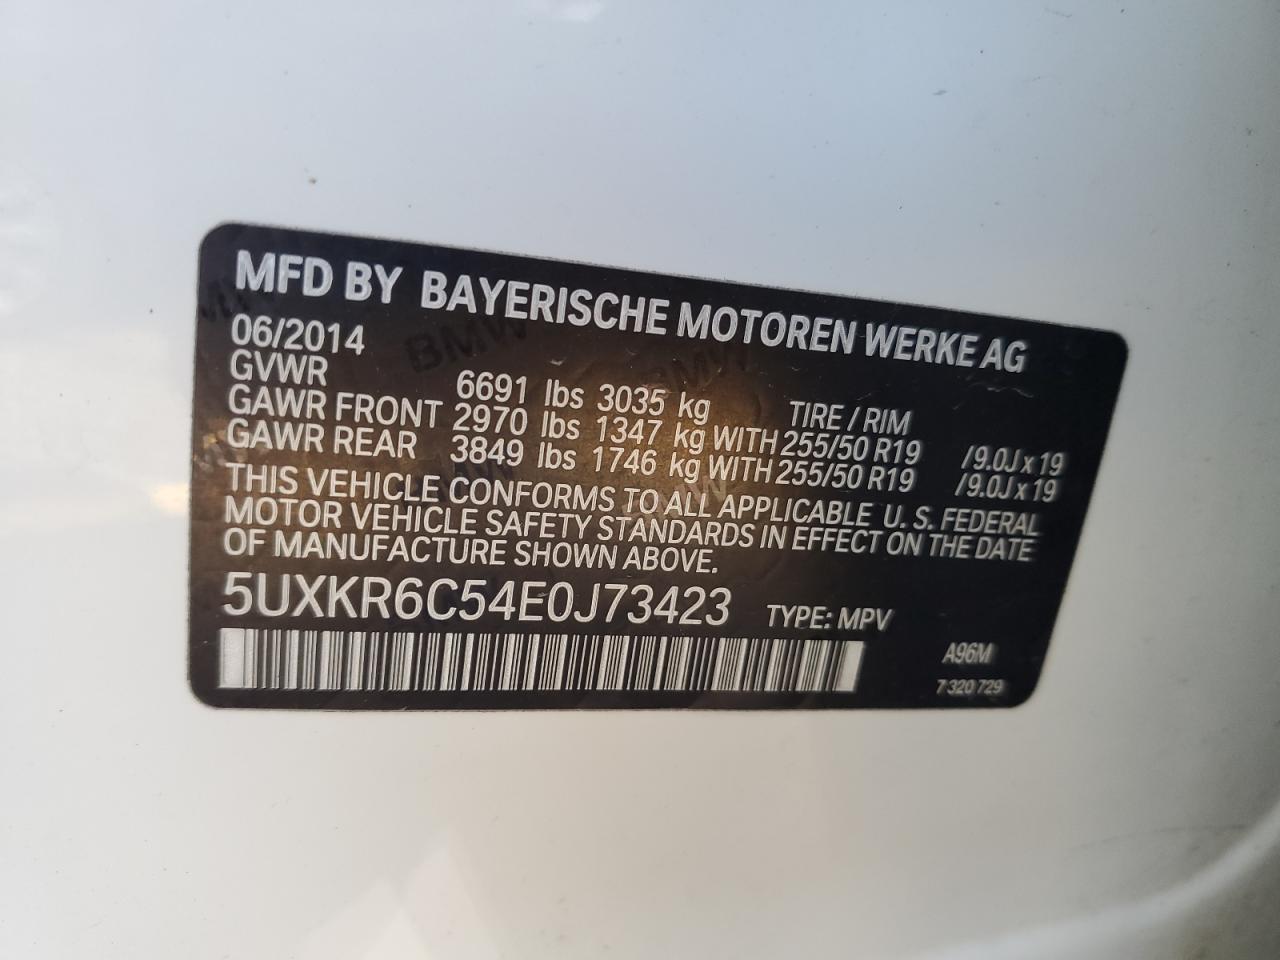 MFD BY BAYERISCHE MOTOREN WERKE AG
06/2014
GVWR 6691 lbs 3035 kg TIRE / RIM
GAWR FRONT 2970 lbs 1347 kg WITH 255/50 R19 /9.0J x 19
GAWR REAR 3849 lbs 1746 kg WITH 255/50 R19 /9.0J x 19
THIS VEHICLE CONFORMS TO ALL APPLICABLE U. S. FEDERAL
MOTOR VEHICLE SAFETY STANDARDS IN EFFECT ON THE DATE
OF MANUFACTURE SHOWN ABOVE.
5UXKR6C54E0J73423 TYPE: MPV
A96M
7 320 729
BMW
BMW